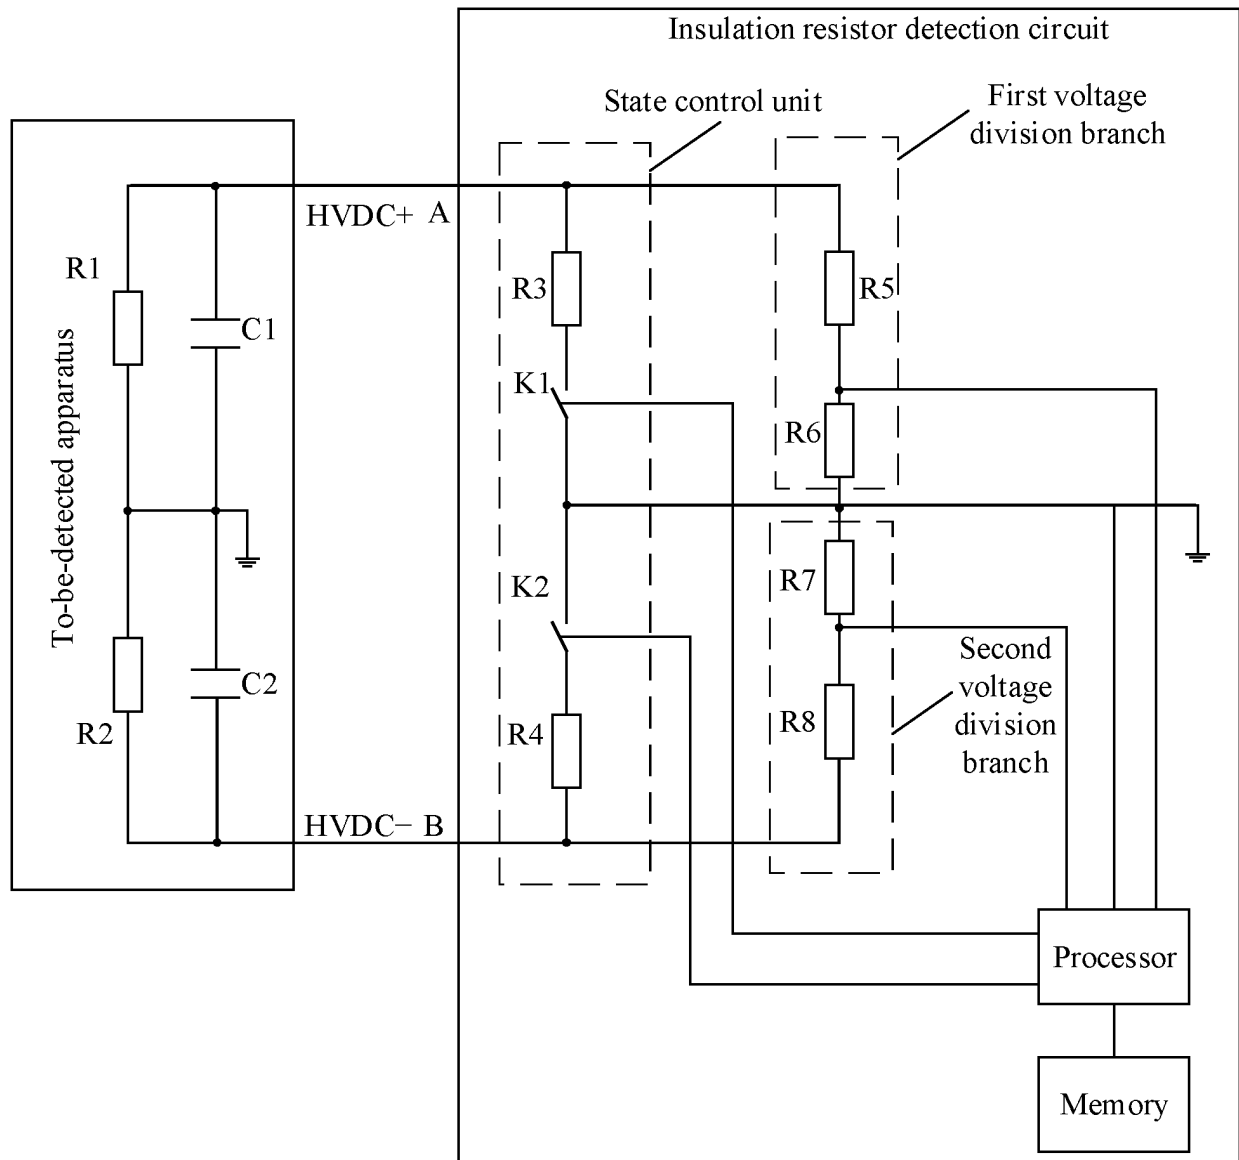 Insulation resistor detection circuit
State control unit
First voltage
division branch
HVDC+ A
R1
C1
R3
R5
To-be-detected apparatus
K1
R6
K2
R7
C2
R2
R4
R8
Second
voltage
division
branch
HVDC− B
Processor
Memory